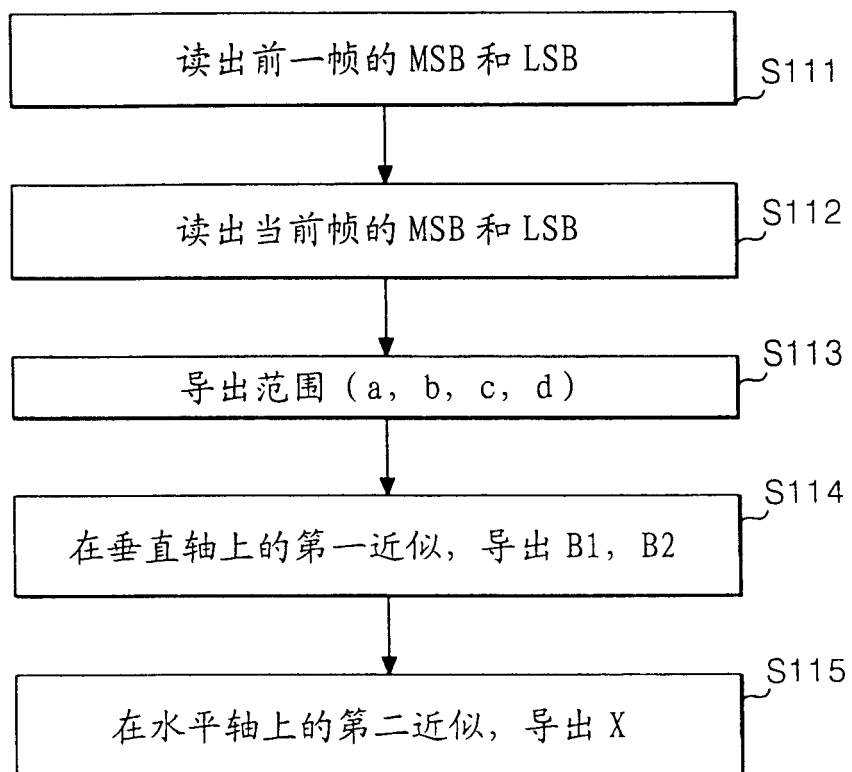 读出前一帧的 MSB 和 LSB
S111
读出当前帧的 MSB 和 LSB
S112
导出范围（a, b, c, d）
S113
在垂直轴上的第一近似, 导出 B1, B2
S114
在水平轴上的第二近似, 导出 X
S115